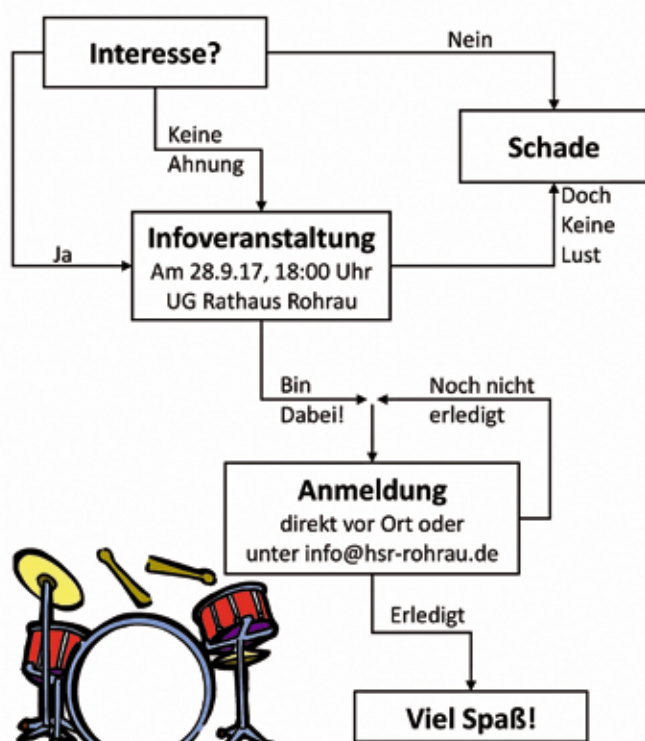 Interesse?
Nein
Keine
Ahnung
Schade
Doch
Keine
Lust
Ja
Infoveranstaltung
Am 28.9.17, 18:00 Uhr
UG Rathaus Rohrau
Bin
Dabei!
Noch nicht
erledigt
Anmeldung
direkt vor Ort oder
unter info@hsr-rohrau.de
Erledigt
Viel Spaß!